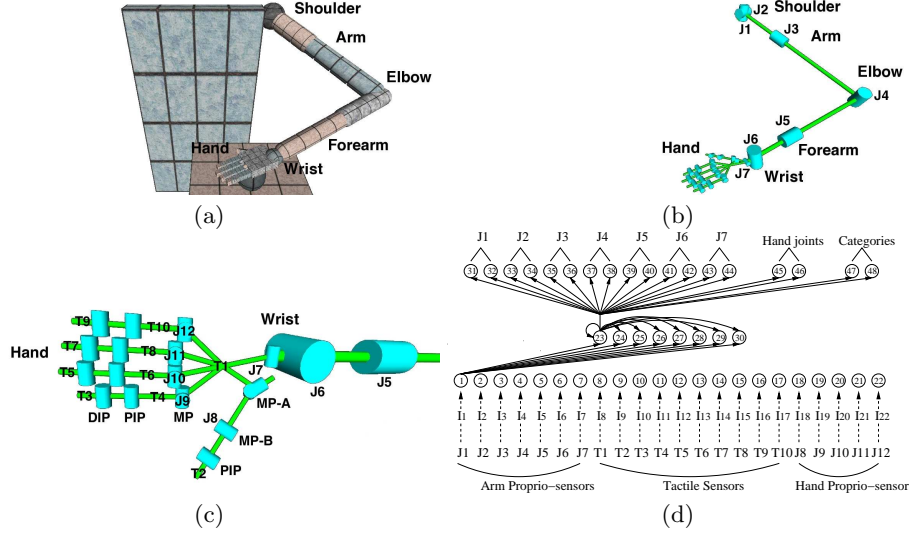 Shoulder
Arm
Elbow
Hand
Forearm
Wrist
(a)
J2
Shoulder
J1
J3
Arm
Elbow
J4
J5
J6
Hand
Forearm
J7
Wrist
(b)
T9
T10
J12
Wrist
Hand
T7
T8
J11
T1
J7
T5
T6
J10
J6
J5
T3
T4
J9
MP-A
DIP
PIP
MP
J8
MP-B
T2
PIP
(c)
J1 J2 J3 J4 J5 J6 J7 Hand joints Categories
31 32 33 34 35 36 37 38 39 40 41 42 43 44 45 46 47 48
23 24 25 26 27 28 29 30
1 2 3 4 5 6 7 8 9 10 11 12 13 14 15 16 17 18 19 20 21 22
I1 I2 I3 I4 I5 I6 I7 I8 I9 I10 I11 I12 I13 I14 I15 I16 I17 I18 I19 I20 I21 I22
J1 J2 J3 J4 J5 J6 J7 T1 T2 T3 T4 T5 T6 T7 T8 T9 T10 J8 J9 J10 J11 J12
Arm Proprio-sensors Tactile Sensors Hand Proprio-sensor
(d)